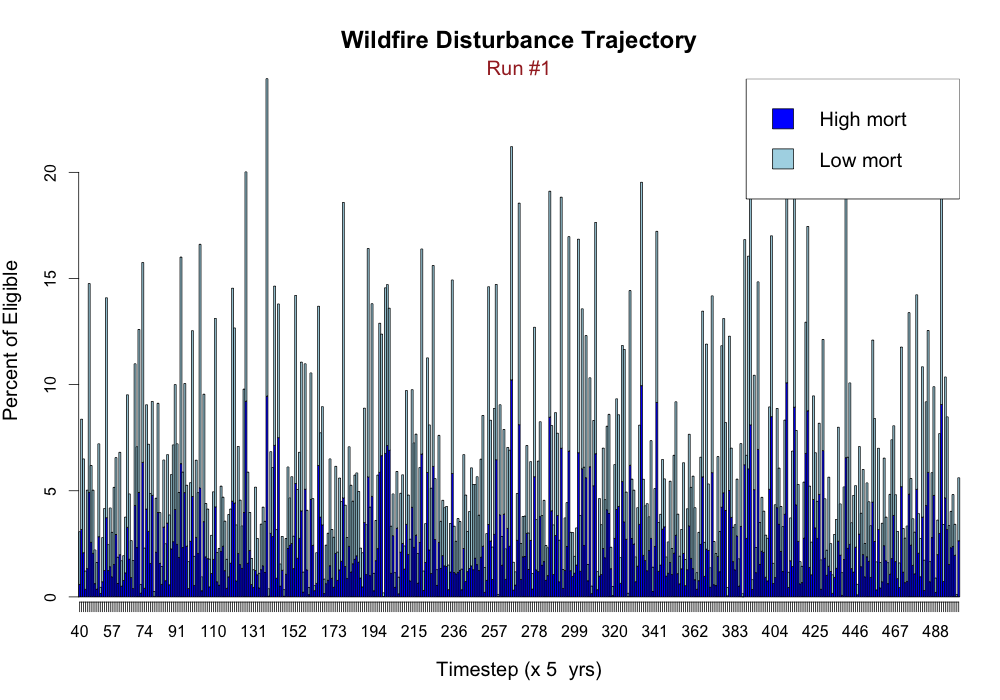 Wildfire Disturbance Trajectory
Run #1
High mort
Low mort
Percent of Eligible
20
15
10
5
0
40 57 74 91 110 131 152 173 194 215 236 257 278 299 320 341 362 383 404 425 446 467 488
Timestep (x 5  yrs)